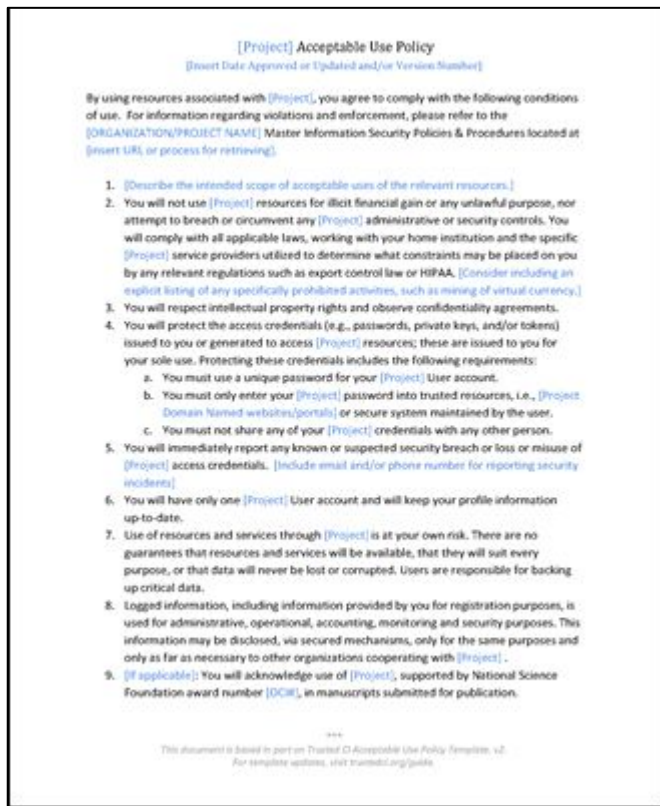 [Project] Acceptable Use Policy
[Insert Date Approved or Updated and/or Version Number]
By using resources associated with [Project], you agree to comply with the following conditions
of use. For information regarding violations and enforcement, please refer to the
[ORGANIZATION/PROJECT NAME] Master Information Security Policies & Procedures located at
[insert URL or process for retrieving].
1. [Describe the intended scope of acceptable uses of the relevant resources.]
2. You will not use [Project] resources for illicit financial gain or any unlawful purpose, nor
attempt to breach or circumvent any [Project] administrative or security controls. You
will comply with all applicable laws, working with your home institution and the specific
[Project] service providers utilized to determine what constraints may be placed on you
by any relevant regulations such as export control law or HIPAA. [Consider including an
explicit listing of any specifically prohibited activities, such as mining of virtual currency.]
3. You will respect intellectual property rights and observe confidentiality agreements.
4. You will protect the access credentials (e.g., passwords, private keys, and/or tokens)
issued to you or generated to access [Project] resources; these are issued to you for
your sole use. Protecting these credentials includes the following requirements:
a. You must use a unique password for your [Project] User account.
b. You must only enter your [Project] password into trusted resources, i.e., [Project
Domain Named websites/portals] or secure system maintained by the user.
c. You must not share any of your [Project] credentials with any other person.
5. You will immediately report any known or suspected security breach or loss or misuse of
[Project] access credentials. [Include email and/or phone number for reporting security
incidents]
6. You will have only one [Project] User account and will keep your profile information
up-to-date.
7. Use of resources and services through [Project] is at your own risk. There are no
guarantees that resources and services will be available, that they will suit every
purpose, or that data will never be lost or corrupted. Users are responsible for backing
up critical data.
8. Logged information, including information provided by you for registration purposes, is
used for administrative, operational, accounting, monitoring and security purposes. This
information may be disclosed, via secured mechanisms, only for the same purposes and
only as far as necessary to other organizations cooperating with [Project] .
9. [If applicable]: You will acknowledge use of [Project], supported by National Science
Foundation award number [OCI#], in manuscripts submitted for publication.
***
This document is based in part on Trusted CI Acceptable Use Policy Template, v2.
For template updates, visit trustedci.org/guide.